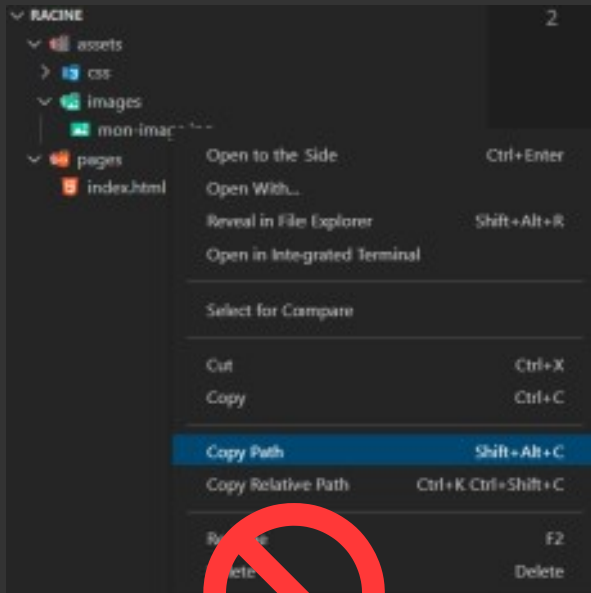 RACINE
2
assets
css
images
mon-image
pages
index.html
Open to the Side Ctrl+Enter
Open With...
Reveal in File Explorer Shift+Alt+R
Open in Integrated Terminal
Select for Compare
Cut Ctrl+X
Copy Ctrl+C
Copy Path Shift+Alt+C
Copy Relative Path Ctrl+K Ctrl+Shift+C
F2
Delete